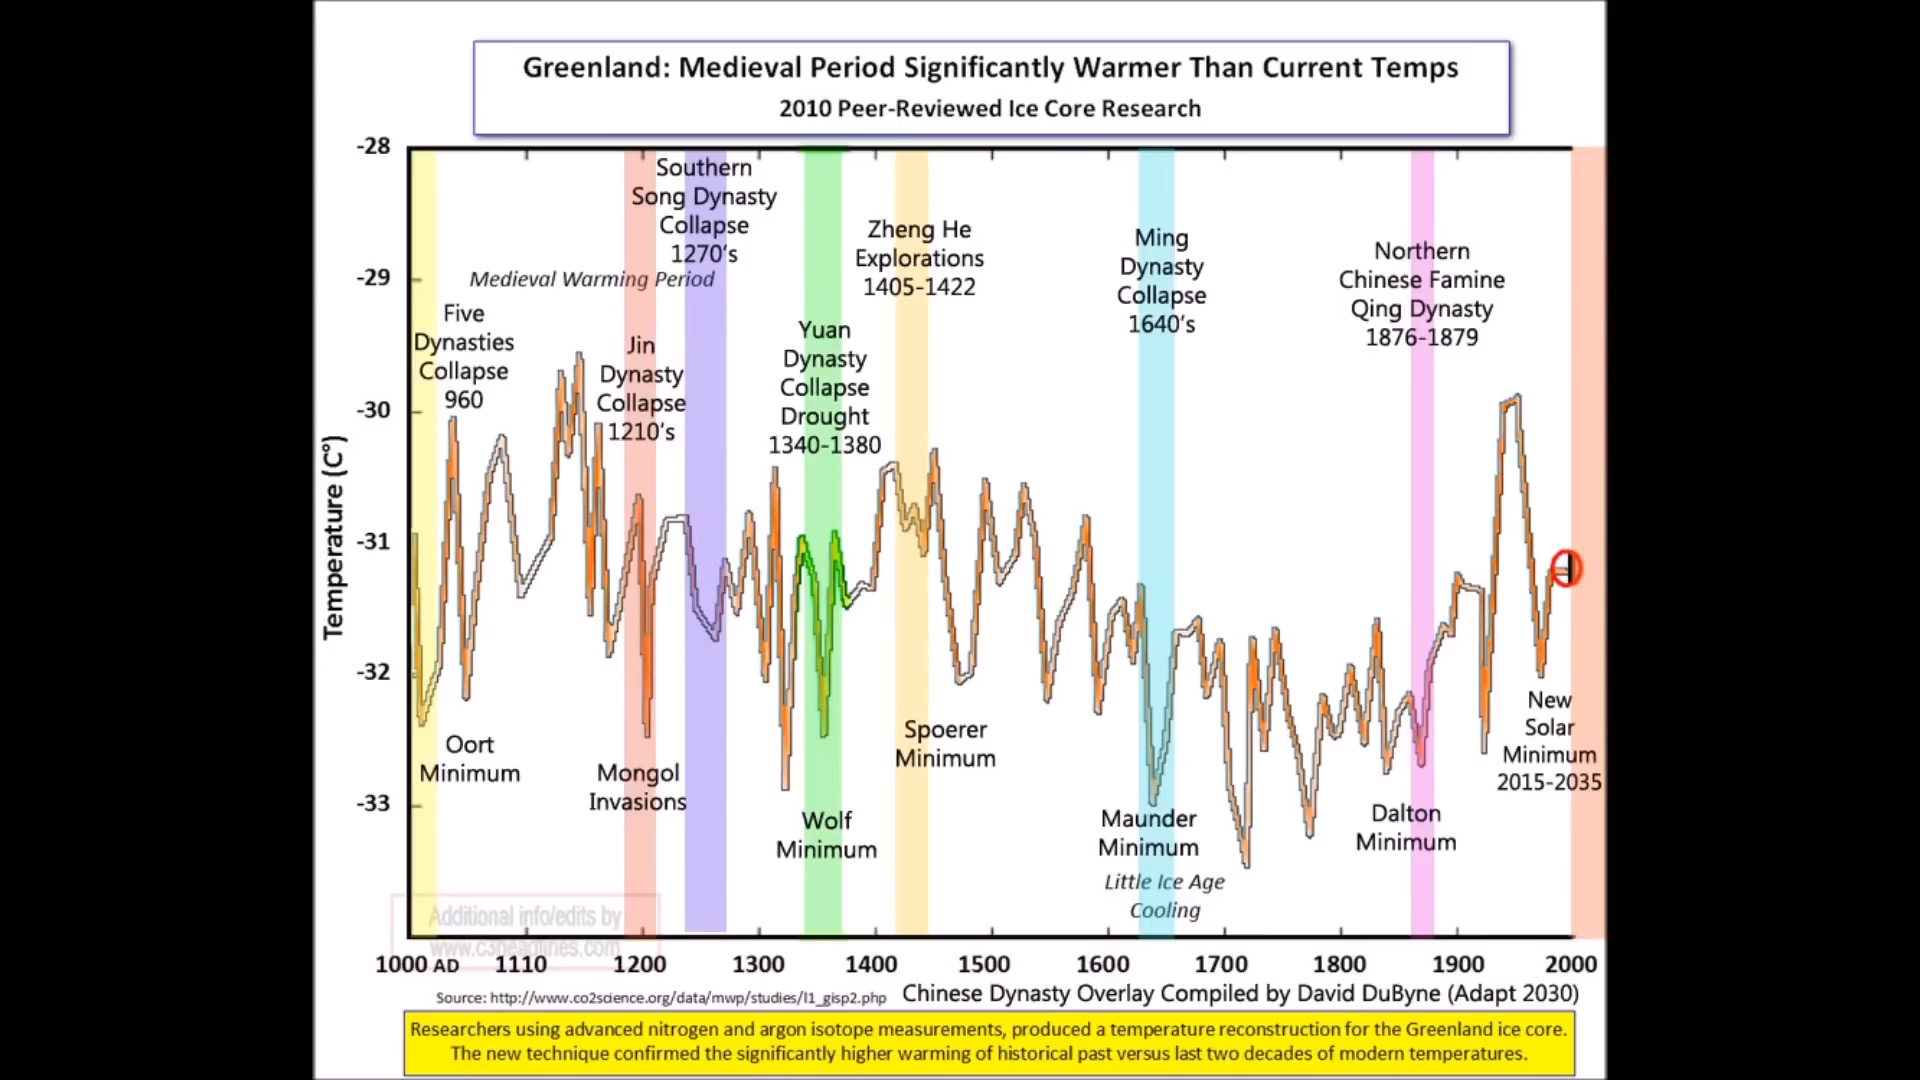 Greenland: Medieval Period Significantly Warmer Than Current Temps
2010 Peer-Reviewed Ice Core Research
-28
-29
-30
-31
-32
-33
Temperature (C°)
Southern
Song Dynasty
Collapse
1270's
Medieval Warming Period
Five
Dynasties
Collapse
960
Jin
Dynasty
Collapse
1210's
Yuan
Dynasty
Collapse
Drought
1340-1380
Zheng He
Explorations
1405-1422
Ming
Dynasty
Collapse
1640's
Northern
Chinese Famine
Qing Dynasty
1876-1879
Oort
Minimum
Mongol
Invasions
Wolf
Minimum
Spoerer
Minimum
Maunder
Minimum
Little Ice Age
Cooling
Dalton
Minimum
New
Solar
Minimum
2015-2035
Additional info/edits by
www.c3headlines.com
1000 AD 1110 1200 1300 1400 1500 1600 1700 1800 1900 2000
Source: http://www.co2science.org/data/mwp/studies/l1_gisp2.php
Chinese Dynasty Overlay Compiled by David DuByne (Adapt 2030)
Researchers using advanced nitrogen and argon isotope measurements, produced a temperature reconstruction for the Greenland ice core.
The new technique confirmed the significantly higher warming of historical past versus last two decades of modern temperatures.